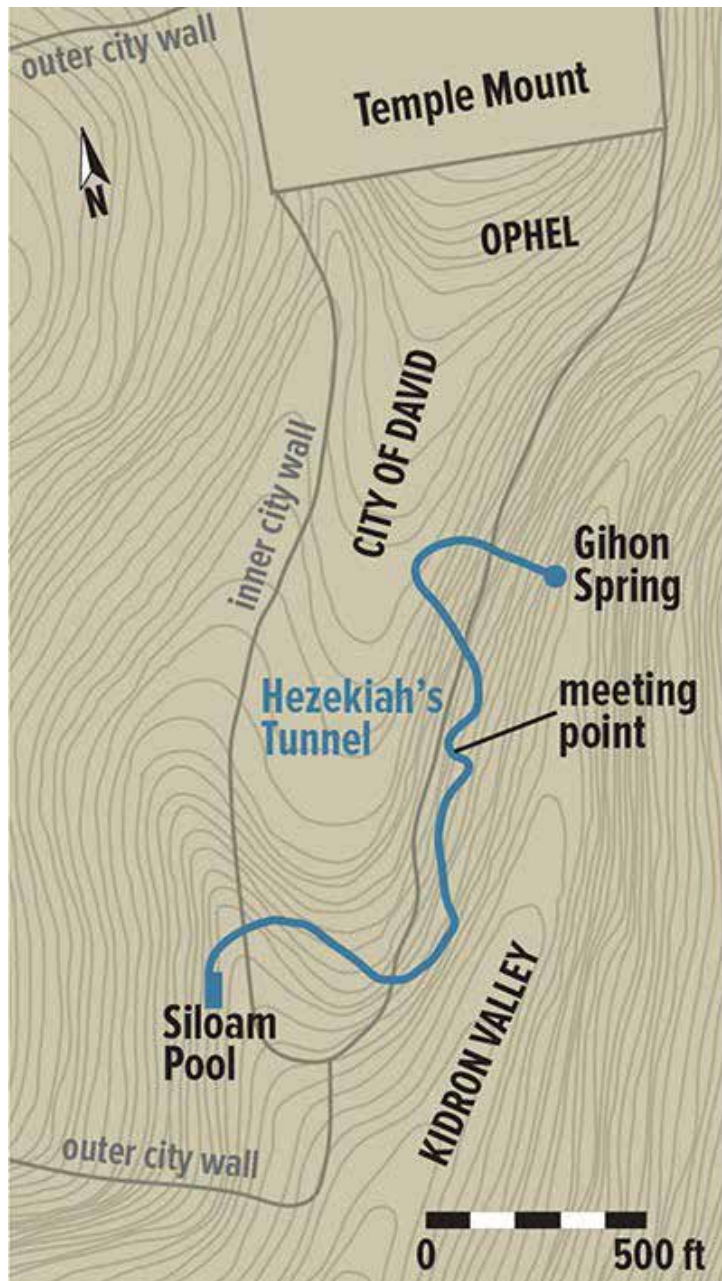 outer city wall
Temple Mount
N
OPHEL
CITY OF DAVID
inner city wall
Gihon
Spring
Hezekiah's
Tunnel
meeting
point
Siloam
Pool
KIDRON VALLEY
outer city wall
0 500 ft